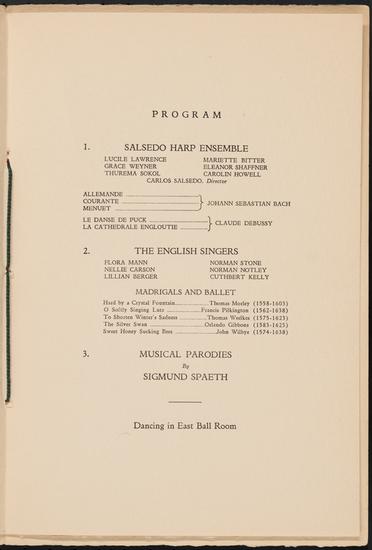 PROGRAM
1. SALSEDO HARP ENSEMBLE
LUCILE LAWRENCE MARIETTE BITTER
GRACE WEYNER ELEANOR SHAFFNER
THUREMA SOKOL CAROLIN HOWELL
CARLOS SALSEDO, Director
ALLEMANDE
COURANTE JOHANN SEBASTIAN BACH
MENUET
LE DANSE DE PUCK
LA CATHEDRALE ENGLOUTIE CLAUDE DEBUSSY
2. THE ENGLISH SINGERS
FLORA MANN NORMAN STONE
NELLIE CARSON NORMAN NOTLEY
LILLIAN BERGER CUTHBERT KELLY
MADRIGALS AND BALLET
Hard by a Crystal Fountain Thomas Morley (1558-1603)
O Softly Singing Lute Francis Pilkington (1562-1638)
To Shorten Winter's Sadness Thomas Weelkes (1575-1623)
The Silver Swan Orlando Gibbons (1583-1625)
Sweet Honey Sucking Bees John Wilbye (1574-1638)
3. MUSICAL PARODIES
By
SIGMUND SPAETH
Dancing in East Ball Room